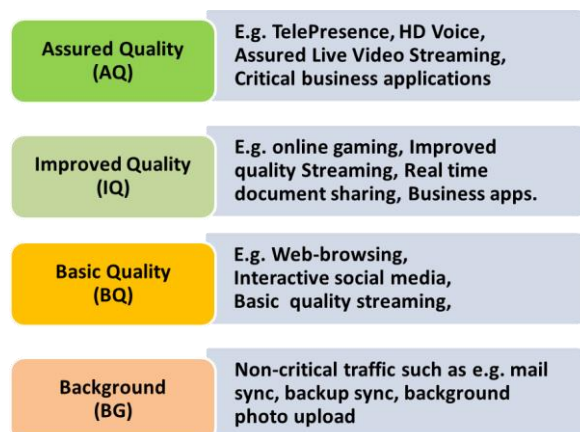 Assured Quality
(AQ)
E.g. TelePresence, HD Voice,
Assured Live Video Streaming,
Critical business applications
Improved Quality
(IQ)
E.g. online gaming, Improved
quality Streaming, Real time
document sharing, Business apps.
Basic Quality
(BQ)
E.g. Web-browsing,
Interactive social media,
Basic  quality streaming,
Background
(BG)
Non-critical traffic such as e.g. mail
sync, backup sync, background
photo upload